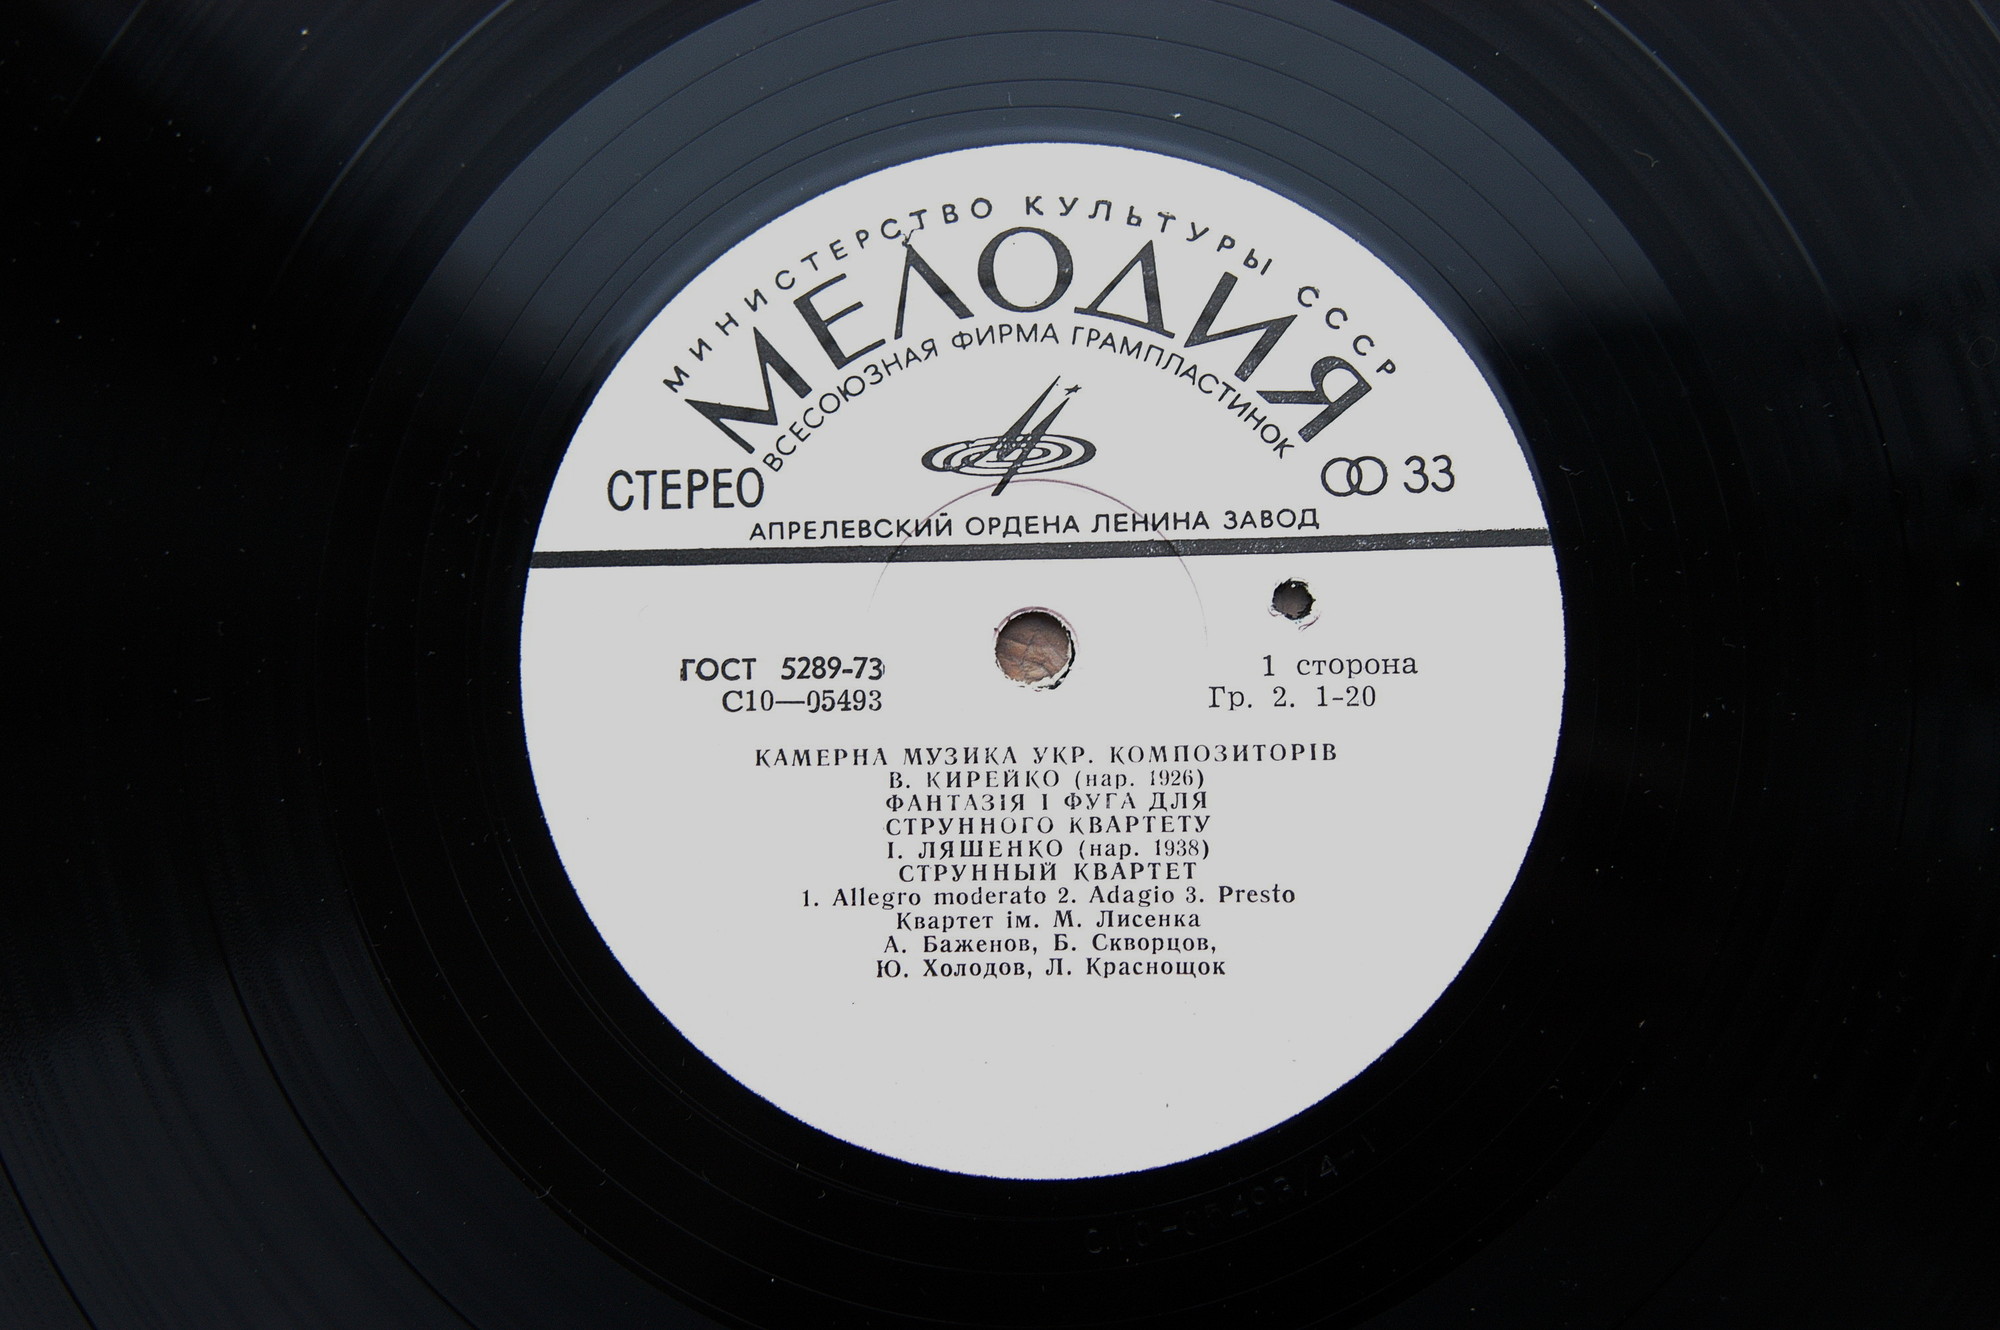 МИНИСТЕРСТВО КУЛЬТУРЫ СССР
МЕЛОДИЯ
ВСЕСОЮЗНАЯ ФИРМА ГРАМПЛАСТИНОК
СТЕРЕО
33
АПРЕЛЕВСКИЙ ОРДЕНА ЛЕНИНА ЗАВОД
ГОСТ 5289-73
1 сторона
С10—05493
Гр. 2. 1-20
КАМЕРНА МУЗИКА УКР. КОМПОЗИТОРІВ
В. КИРЕЙКО (нар. 1926)
ФАНТАЗІЯ І ФУГА ДЛЯ
СТРУННОГО КВАРТЕТУ
І. ЛЯШЕНКО (нар. 1938)
СТРУННЫЙ КВАРТЕТ
1. Allegro moderato 2. Adagio 3. Presto
Квартет ім. М. Лисенка
А. Баженов, Б. Скворцов,
Ю. Холодов, Л. Краснощок